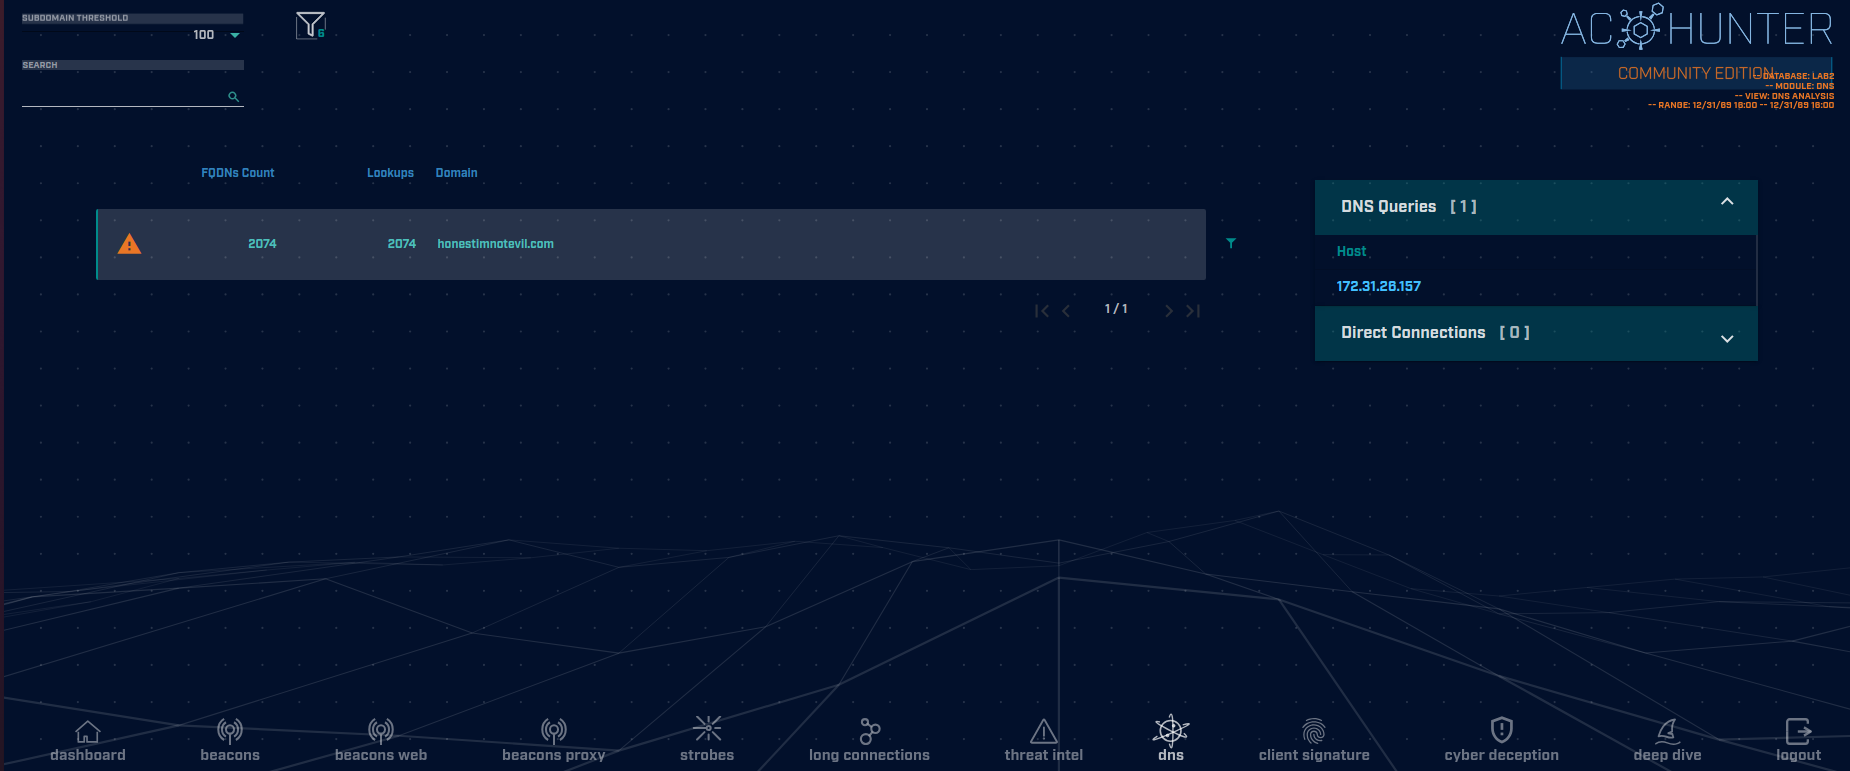 SUBDOMAIN THRESHOLD
100
SEARCH
AC HUNTER
COMMUNITY EDITION
-- DATABASE: LAB2
-- MODULE: DNS
-- VIEW: DNS ANALYSIS
-- RANGE: 12/31/69 16:00 -- 12/31/69 16:00
FQDNs Count Lookups Domain
2074 2074 honestimnotevil.com
1 / 1
DNS Queries [ 1 ]
Host
172.31.26.157
Direct Connections [ 0 ]
dashboard beacons beacons web beacons proxy strobes long connections threat intel dns client signature cyber deception deep dive logout